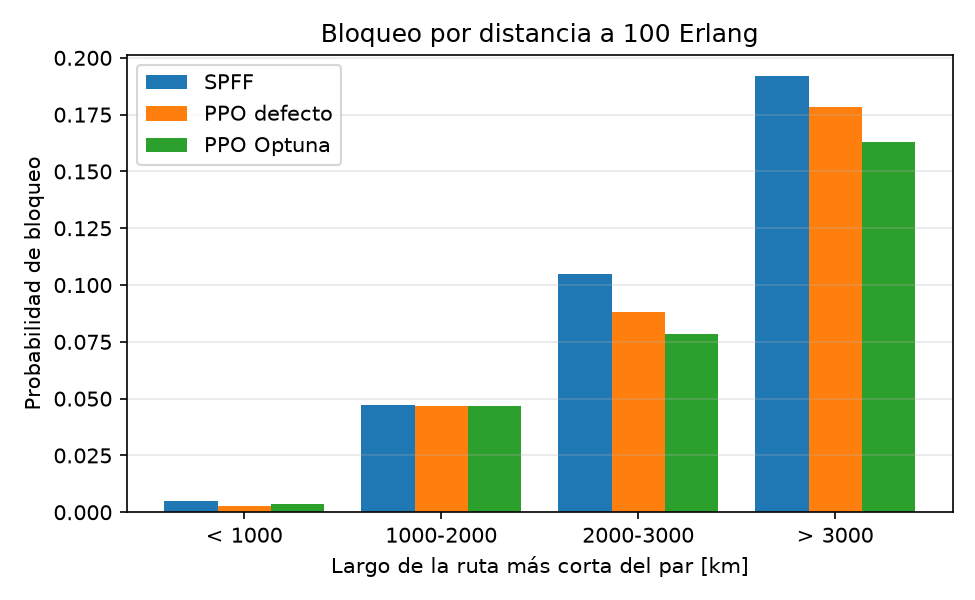 Bloqueo por distancia a 100 Erlang
SPFF
PPO defecto
PPO Optuna
Probabilidad de bloqueo
0.200
0.175
0.150
0.125
0.100
0.075
0.050
0.025
0.000
< 1000
1000-2000
2000-3000
> 3000
Largo de la ruta más corta del par [km]